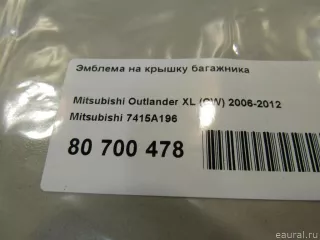 Эмблема на крышку багажника
Mitsubishi Outlander XL (CW) 2006-2012
Mitsubishi 7415A196
80 700 478
eaural.ru